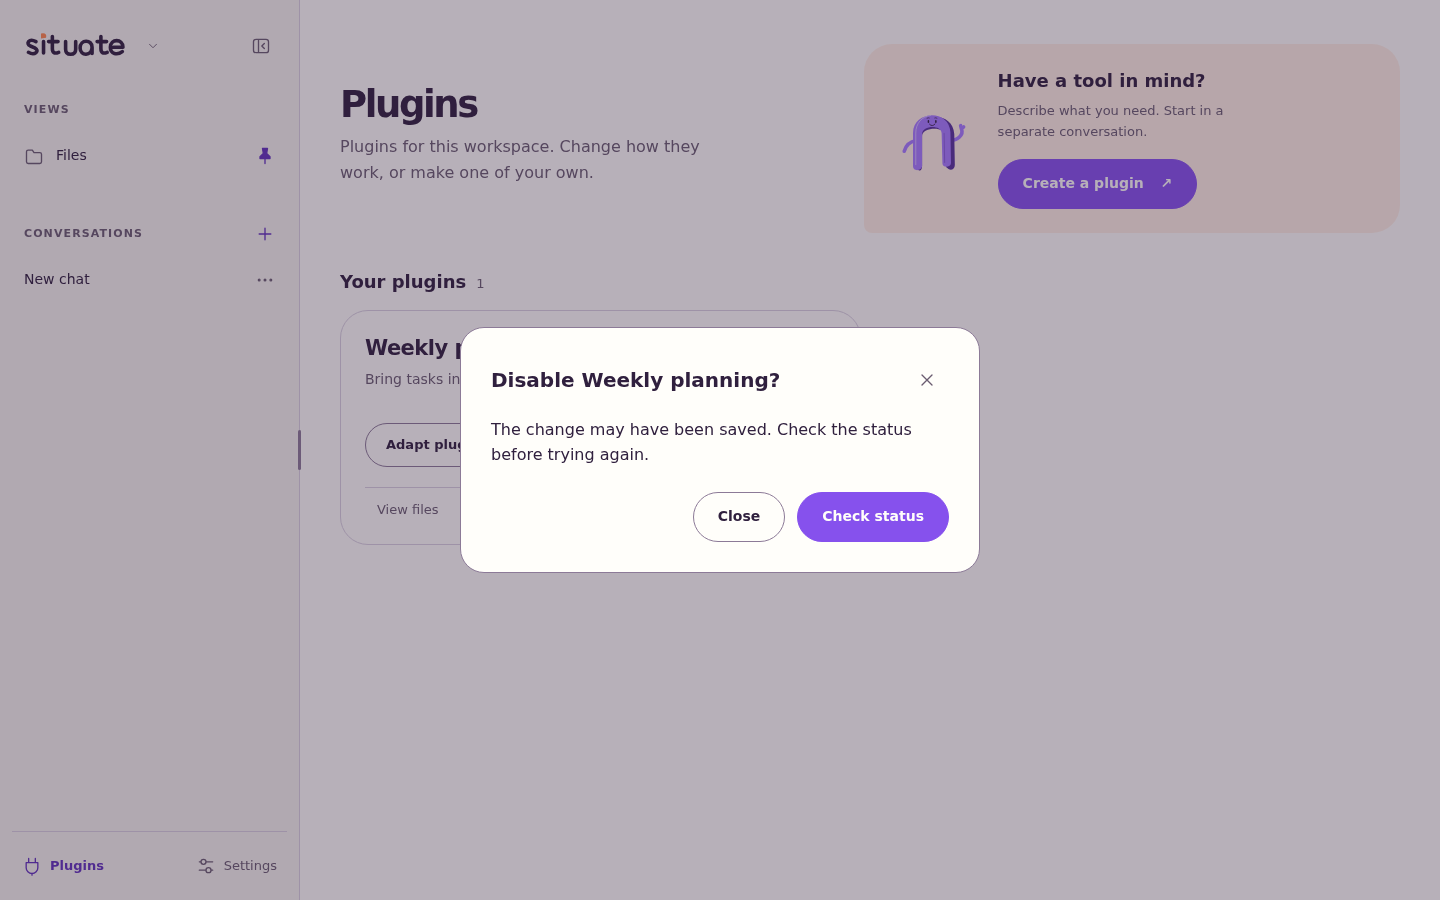 situate
VIEWS
Files
CONVERSATIONS
New chat
Plugins
Settings
Plugins
Plugins for this workspace. Change how they
work, or make one of your own.
Have a tool in mind?
Describe what you need. Start in a
separate conversation.
Create a plugin ↗
Your plugins 1
Weekly
Bring tasks in
Adapt
View files
Disable Weekly planning?
The change may have been saved. Check the status
before trying again.
Close
Check status